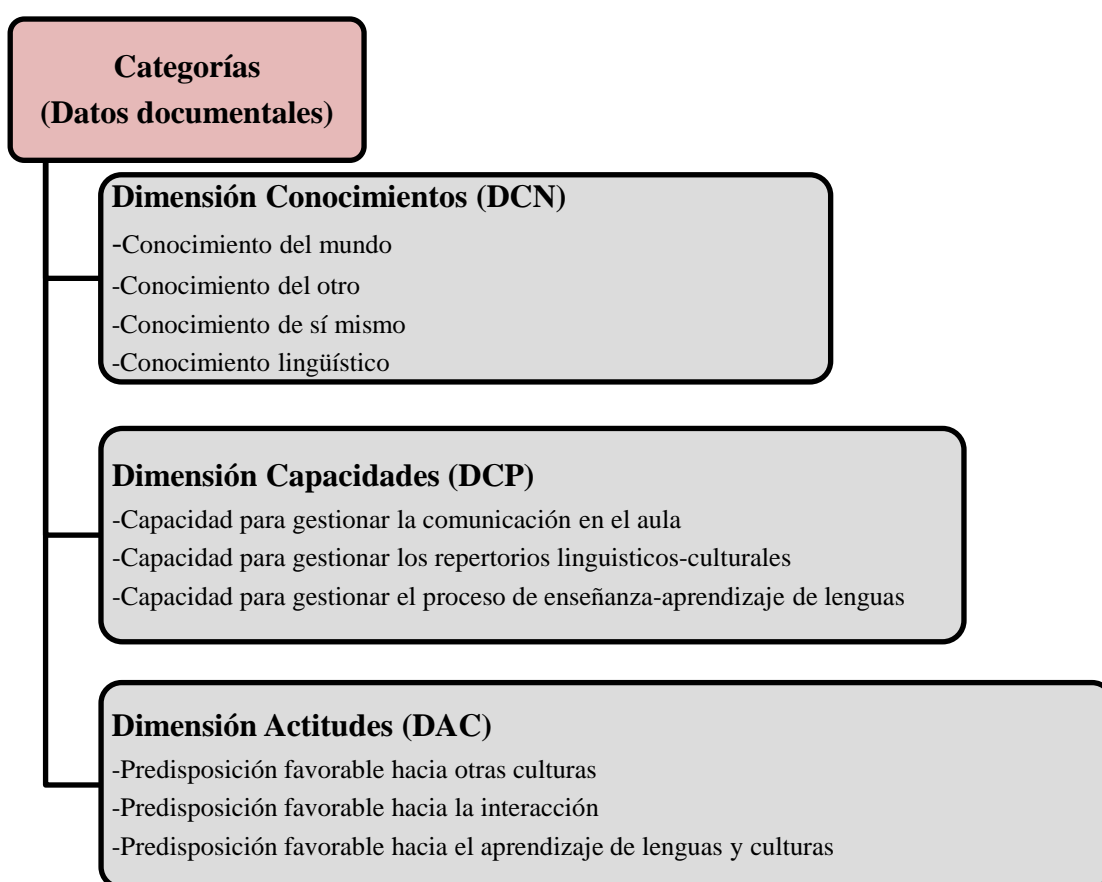 Categorías
(Datos documentales)
Dimensión Conocimientos (DCN)
-Conocimiento del mundo
-Conocimiento del otro
-Conocimiento de sí mismo
-Conocimiento lingüístico
Dimensión Capacidades (DCP)
-Capacidad para gestionar la comunicación en el aula
-Capacidad para gestionar los repertorios linguisticos-culturales
-Capacidad para gestionar el proceso de enseñanza-aprendizaje de lenguas
Dimensión Actitudes (DAC)
-Predisposición favorable hacia otras culturas
-Predisposición favorable hacia la interacción
-Predisposición favorable hacia el aprendizaje de lenguas y culturas